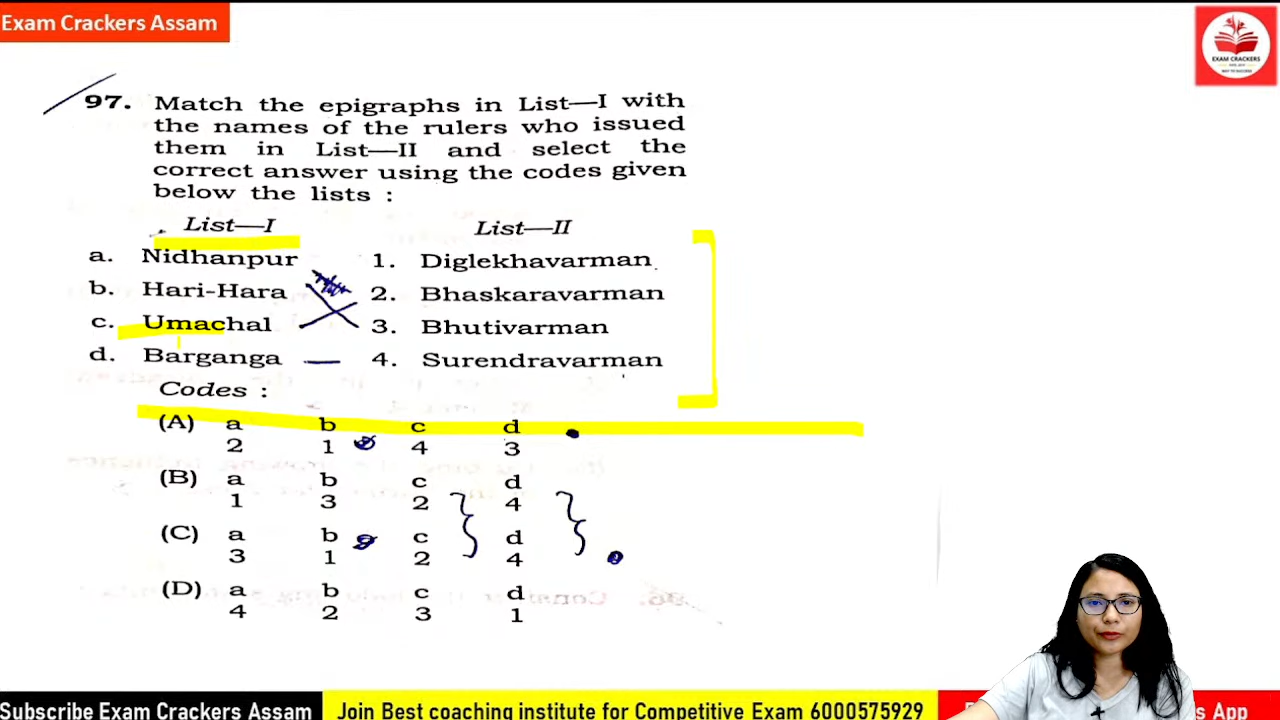 Exam Crackers Assam
EXAM CRACKERS
97. Match the epigraphs in List—I with
the names of the rulers who issued
them in List—II and select the
correct answer using the codes given
below the lists :
List—I List—II
a. Nidhanpur 1. Diglekhavarman
b. Hari-Hara 2. Bhaskaravarman
c. Umachal 3. Bhutivarman
d. Barganga 4. Surendravarman
Codes :
(A) a b c d
2 1 4 3
(B) a b c d
1 3 2 4
(C) a b c d
3 1 2 4
(D) a b c d
4 2 3 1
Subscribe Exam Crackers Assam Join Best coaching institute for Competitive Exam 6000575929 App